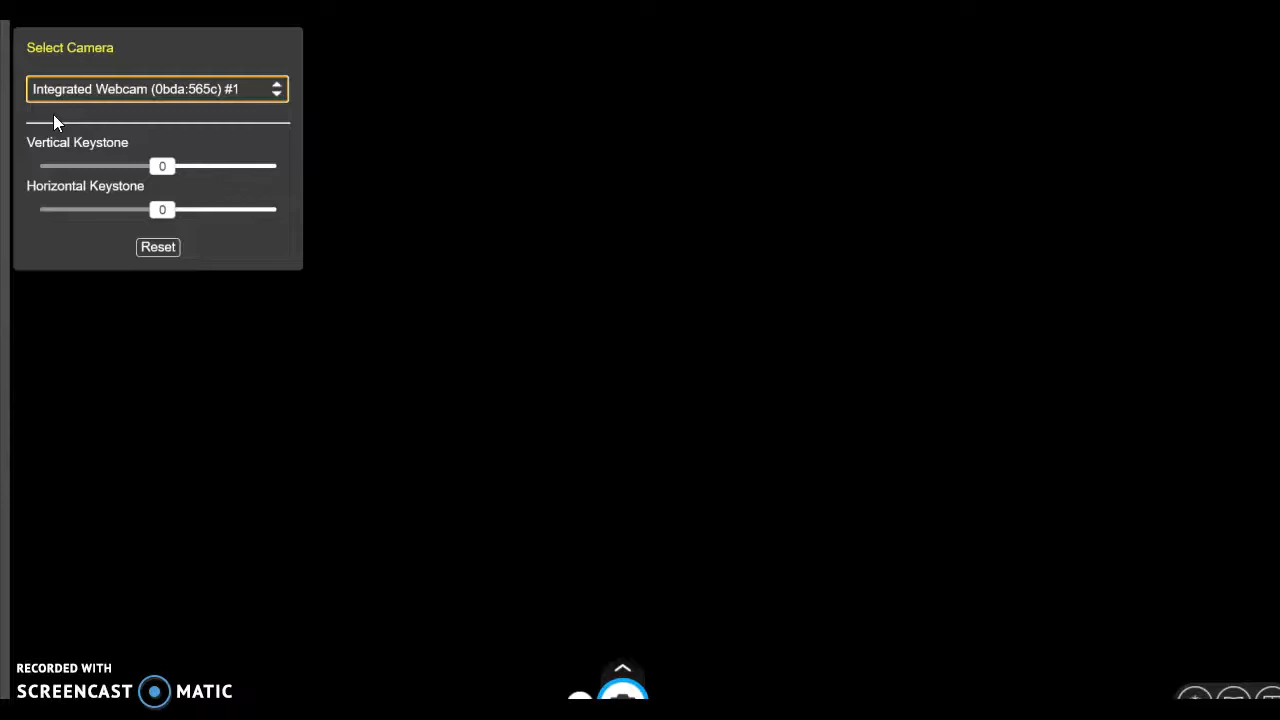 Select Camera
Integrated Webcam (0bda:565c) #1
Vertical Keystone
0
Horizontal Keystone
0
Reset
RECORDED WITH
SCREENCAST MATIC